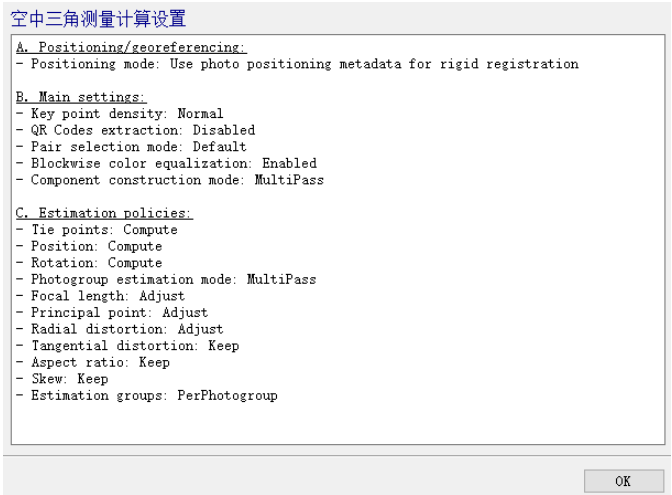 空中三角测量计算设置
A. Positioning/georeferencing:
- Positioning mode: Use photo positioning metadata for rigid registration
B. Main settings:
- Key point density: Normal
- QR Codes extraction: Disabled
- Pair selection mode: Default
- Blockwise color equalization: Enabled
- Component construction mode: MultiPass
C. Estimation policies:
- Tie points: Compute
- Position: Compute
- Rotation: Compute
- Photogroup estimation mode: MultiPass
- Focal length: Adjust
- Principal point: Adjust
- Radial distortion: Adjust
- Tangential distortion: Keep
- Aspect ratio: Keep
- Skew: Keep
- Estimation groups: PerPhotogroup
OK